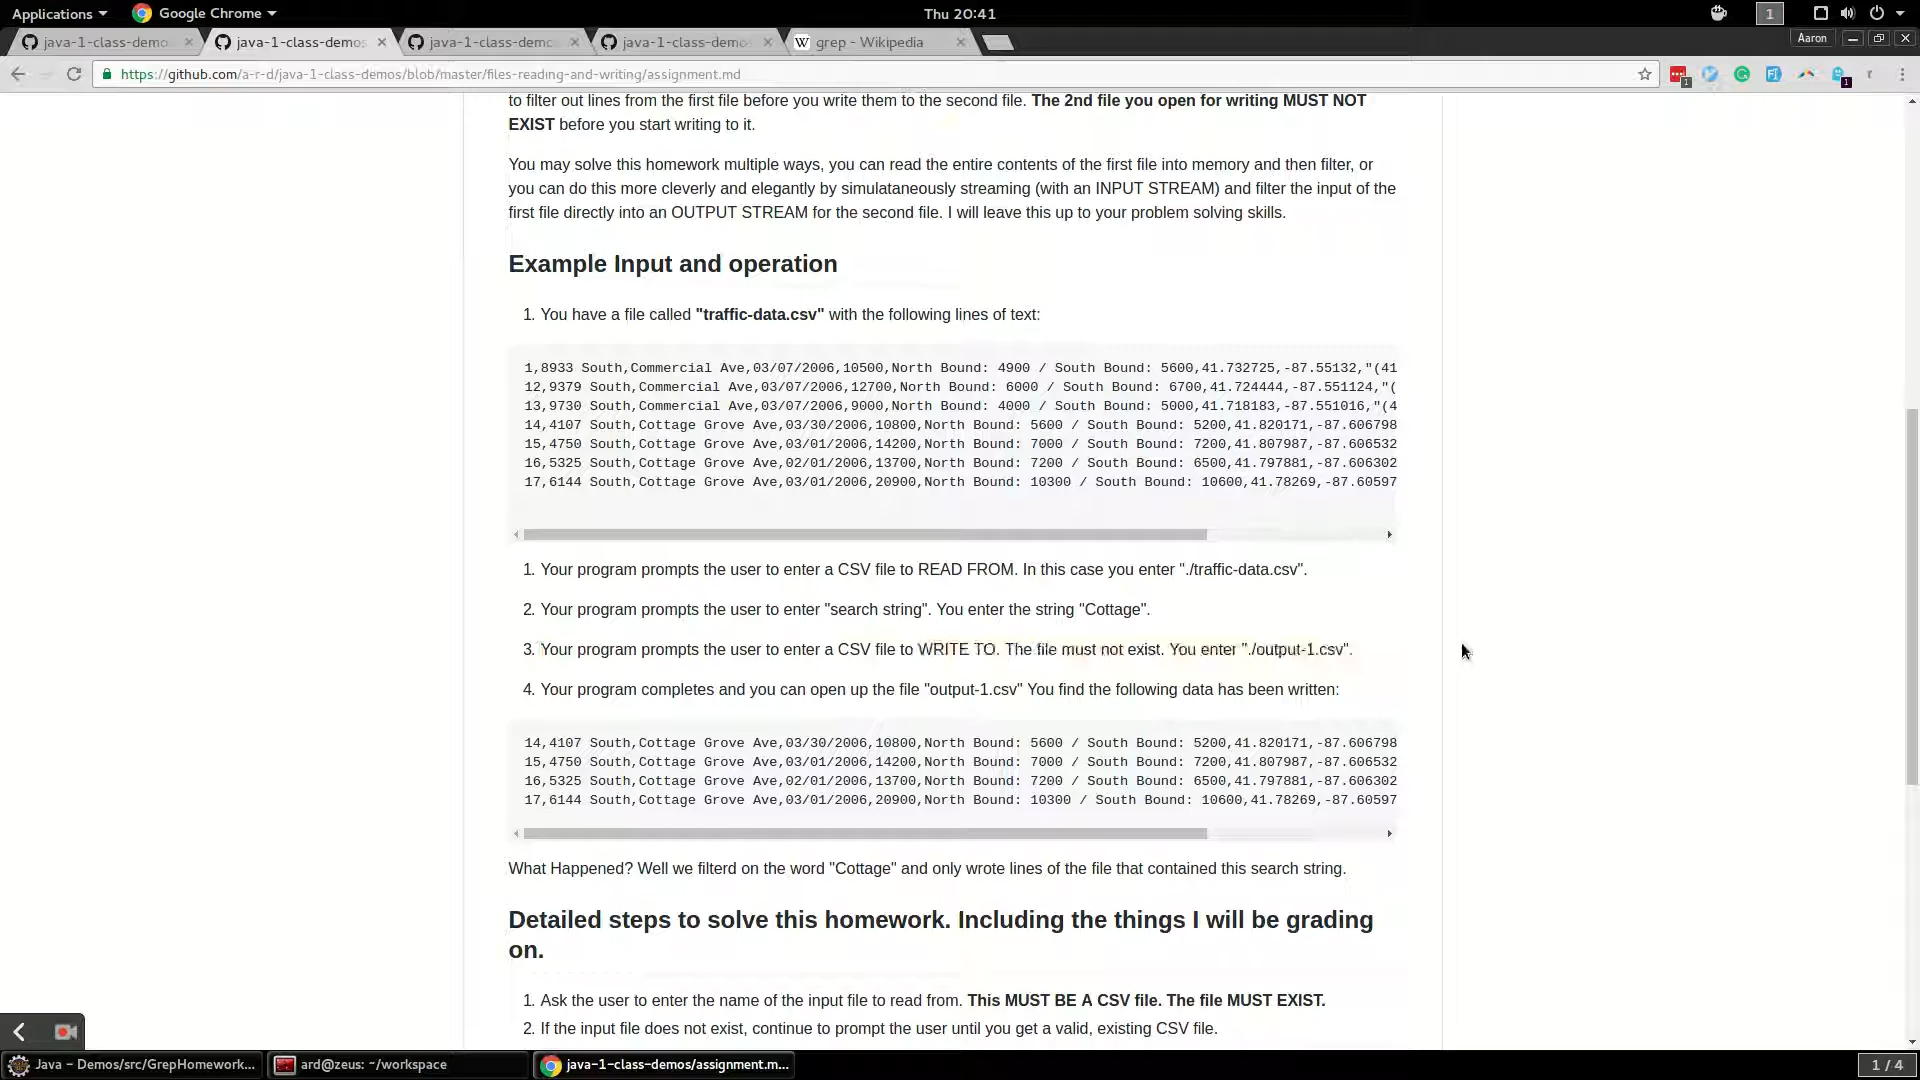 Applications
Google Chrome
Thu 20:41
1
java-1-class-demo
java-1-class-demos
java-1-class-demo
java-1-class-demo
W grep - Wikipedia
Aaron
https://github.com/a-r-d/java-1-class-demos/blob/master/files-reading-and-writing/assignment.md
to filter out lines from the first file before you write them to the second file. The 2nd file you open for writing MUST NOT
EXIST before you start writing to it.
You may solve this homework multiple ways, you can read the entire contents of the first file into memory and then filter, or
you can do this more cleverly and elegantly by simulataneously streaming (with an INPUT STREAM) and filter the input of the
first file directly into an OUTPUT STREAM for the second file. I will leave this up to your problem solving skills.
Example Input and operation
1. You have a file called "traffic-data.csv" with the following lines of text:
1,8933 South,Commercial Ave,03/07/2006,10500,North Bound: 4900 / South Bound: 5600,41.732725,-87.55132,"(41
12,9379 South,Commercial Ave,03/07/2006,12700,North Bound: 6000 / South Bound: 6700,41.724444,-87.551124,"(
13,9730 South,Commercial Ave,03/07/2006,9000,North Bound: 4000 / South Bound: 5000,41.718183,-87.551016,"(4
14,4107 South,Cottage Grove Ave,03/30/2006,10800,North Bound: 5600 / South Bound: 5200,41.820171,-87.606798
15,4750 South,Cottage Grove Ave,03/01/2006,14200,North Bound: 7000 / South Bound: 7200,41.807987,-87.606532
16,5325 South,Cottage Grove Ave,02/01/2006,13700,North Bound: 7200 / South Bound: 6500,41.797881,-87.606302
17,6144 South,Cottage Grove Ave,03/01/2006,20900,North Bound: 10300 / South Bound: 10600,41.78269,-87.60597
1. Your program prompts the user to enter a CSV file to READ FROM. In this case you enter "./traffic-data.csv".
2. Your program prompts the user to enter "search string". You enter the string "Cottage".
3. Your program prompts the user to enter a CSV file to WRITE TO. The file must not exist. You enter "./output-1.csv".
4. Your program completes and you can open up the file "output-1.csv" You find the following data has been written:
14,4107 South,Cottage Grove Ave,03/30/2006,10800,North Bound: 5600 / South Bound: 5200,41.820171,-87.606798
15,4750 South,Cottage Grove Ave,03/01/2006,14200,North Bound: 7000 / South Bound: 7200,41.807987,-87.606532
16,5325 South,Cottage Grove Ave,02/01/2006,13700,North Bound: 7200 / South Bound: 6500,41.797881,-87.606302
17,6144 South,Cottage Grove Ave,03/01/2006,20900,North Bound: 10300 / South Bound: 10600,41.78269,-87.60597
What Happened? Well we filterd on the word "Cottage" and only wrote lines of the file that contained this search string.
Detailed steps to solve this homework. Including the things I will be grading
on.
1. Ask the user to enter the name of the input file to read from. This MUST BE A CSV file. The file MUST EXIST.
2. If the input file does not exist, continue to prompt the user until you get a valid, existing CSV file.
Java - Demos/src/GrepHomework...
ard@zeus: ~/workspace
java-1-class-demos/assignment.m...
1 / 4